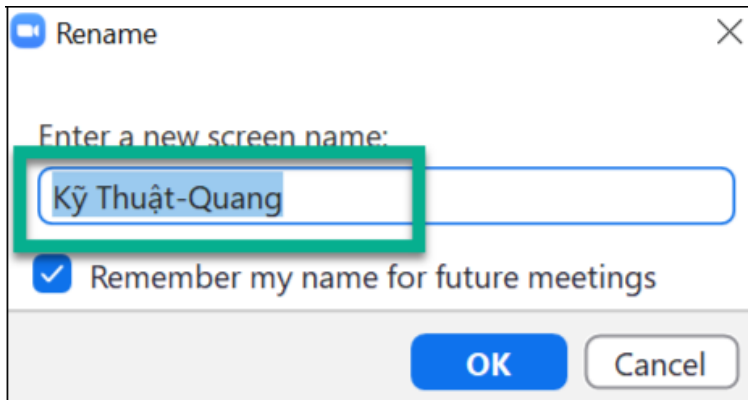 Rename
Enter a new screen name:
Kỹ Thuật-Quang
Remember my name for future meetings
OK
Cancel